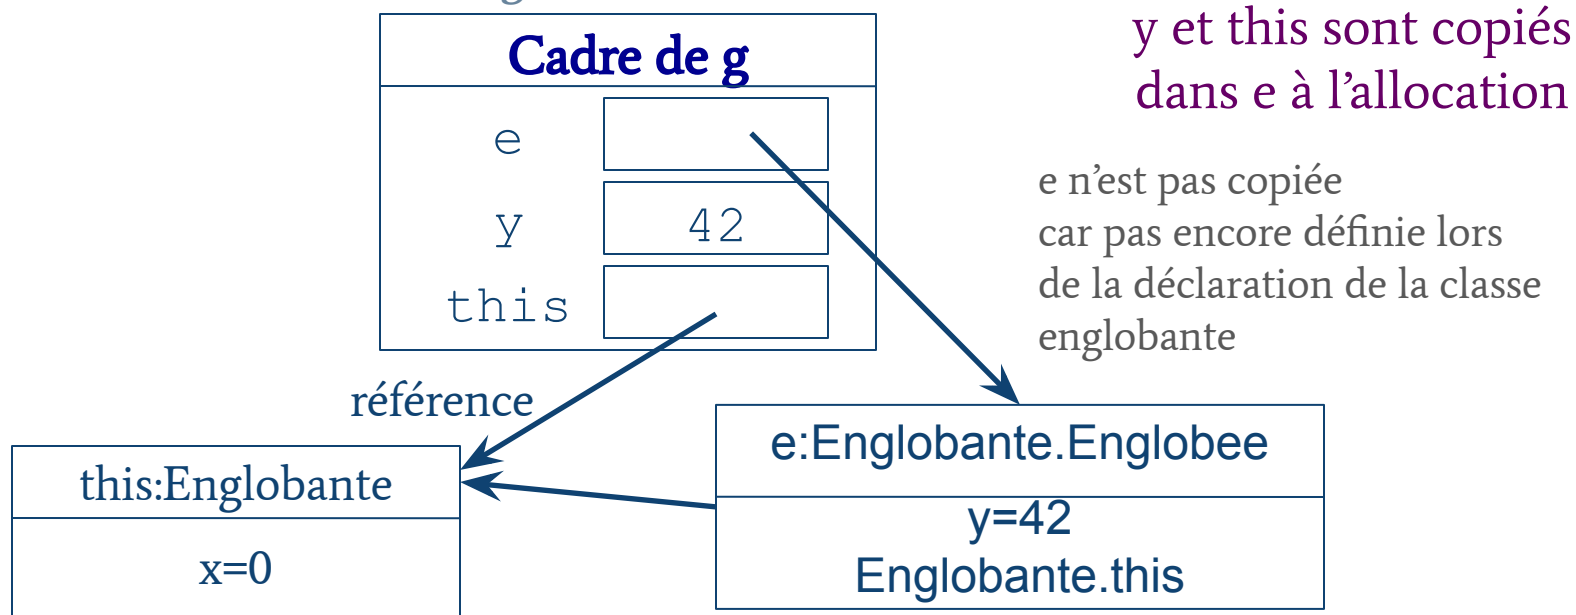 Cadre de g
e
y
42
this
y et this sont copiés
dans e à l’allocation
e n’est pas copiée
car pas encore définie lors
de la déclaration de la classe
englobante
référence
this:Englobante
x=0
e:Englobante.Englobee
y=42
Englobante.this